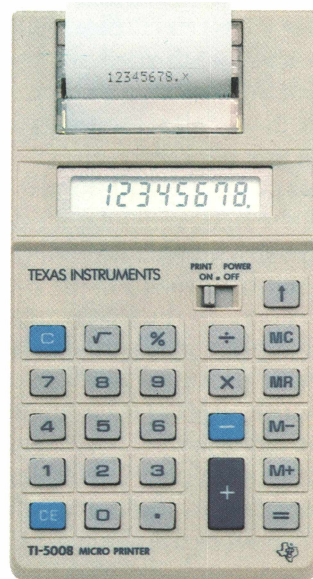 12345678.×
12345678.
TEXAS INSTRUMENTS
PRINT POWER
ON • OFF
↑
C √ % ÷ MC
7 8 9 × MR
4 5 6 − M−
1 2 3 + M+
CE 0 • =
TI-5008 MICRO PRINTER